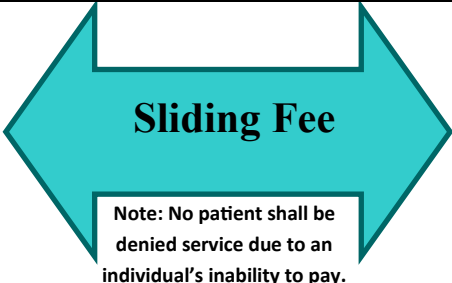 Sliding Fee
Note: No patient shall be
denied service due to an
individual's inability to pay.